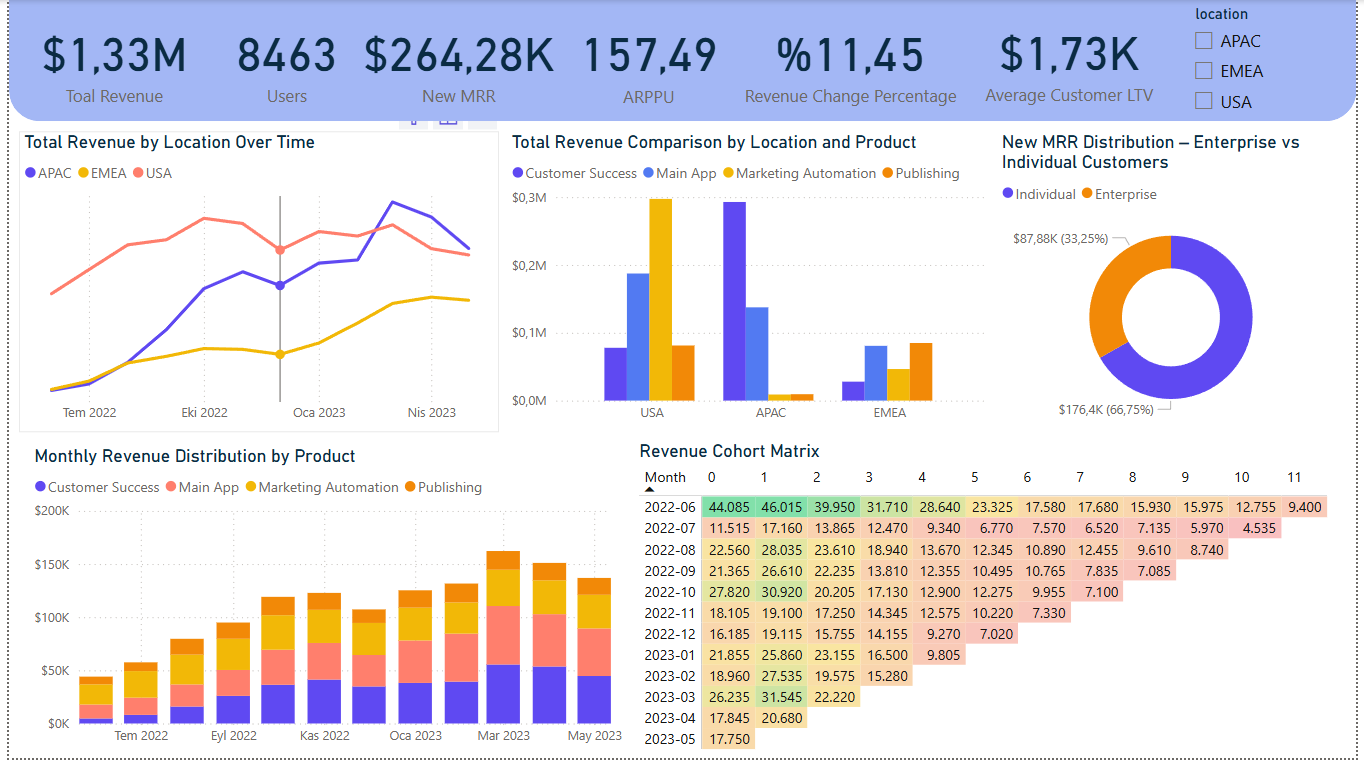 $1,33M
8463
$264,28K
157,49
%11,45
$1,73K
Toal Revenue
Users
New MRR
ARPPU
Revenue Change Percentage
Average Customer LTV
location
APAC
EMEA
USA
Total Revenue by Location Over Time
APAC EMEA USA
Tem 2022 Eki 2022 Oca 2023 Nis 2023
Total Revenue Comparison by Location and Product
Customer Success Main App Marketing Automation Publishing
$0,3M
$0,2M
$0,1M
$0,0M
USA APAC EMEA
New MRR Distribution – Enterprise vs
Individual Customers
Individual Enterprise
$87,88K (33,25%)
$176,4K (66,75%)
Monthly Revenue Distribution by Product
Customer Success Main App Marketing Automation Publishing
$200K
$150K
$100K
$50K
$0K
Tem 2022 Eyl 2022 Kas 2022 Oca 2023 Mar 2023 May 2023
Revenue Cohort Matrix
Month 0 1 2 3 4 5 6 7 8 9 10 11
2022-06 44.085 46.015 39.950 31.710 28.640 23.325 17.580 17.680 15.930 15.975 12.755 9.400
2022-07 11.515 17.160 13.865 12.470 9.340 6.770 7.570 6.520 7.135 5.970 4.535
2022-08 22.560 28.035 23.610 18.940 13.670 12.345 10.890 12.455 9.610 8.740
2022-09 21.365 26.610 22.235 13.810 12.355 10.495 10.765 7.835 7.085
2022-10 27.820 30.920 20.205 17.130 12.900 12.275 9.955 7.100
2022-11 18.105 19.100 17.250 14.345 12.575 10.220 7.330
2022-12 16.185 19.115 15.755 14.155 9.270 7.020
2023-01 21.855 25.860 23.155 16.500 9.805
2023-02 18.960 27.535 19.575 15.280
2023-03 26.235 31.545 22.220
2023-04 17.845 20.680
2023-05 17.750